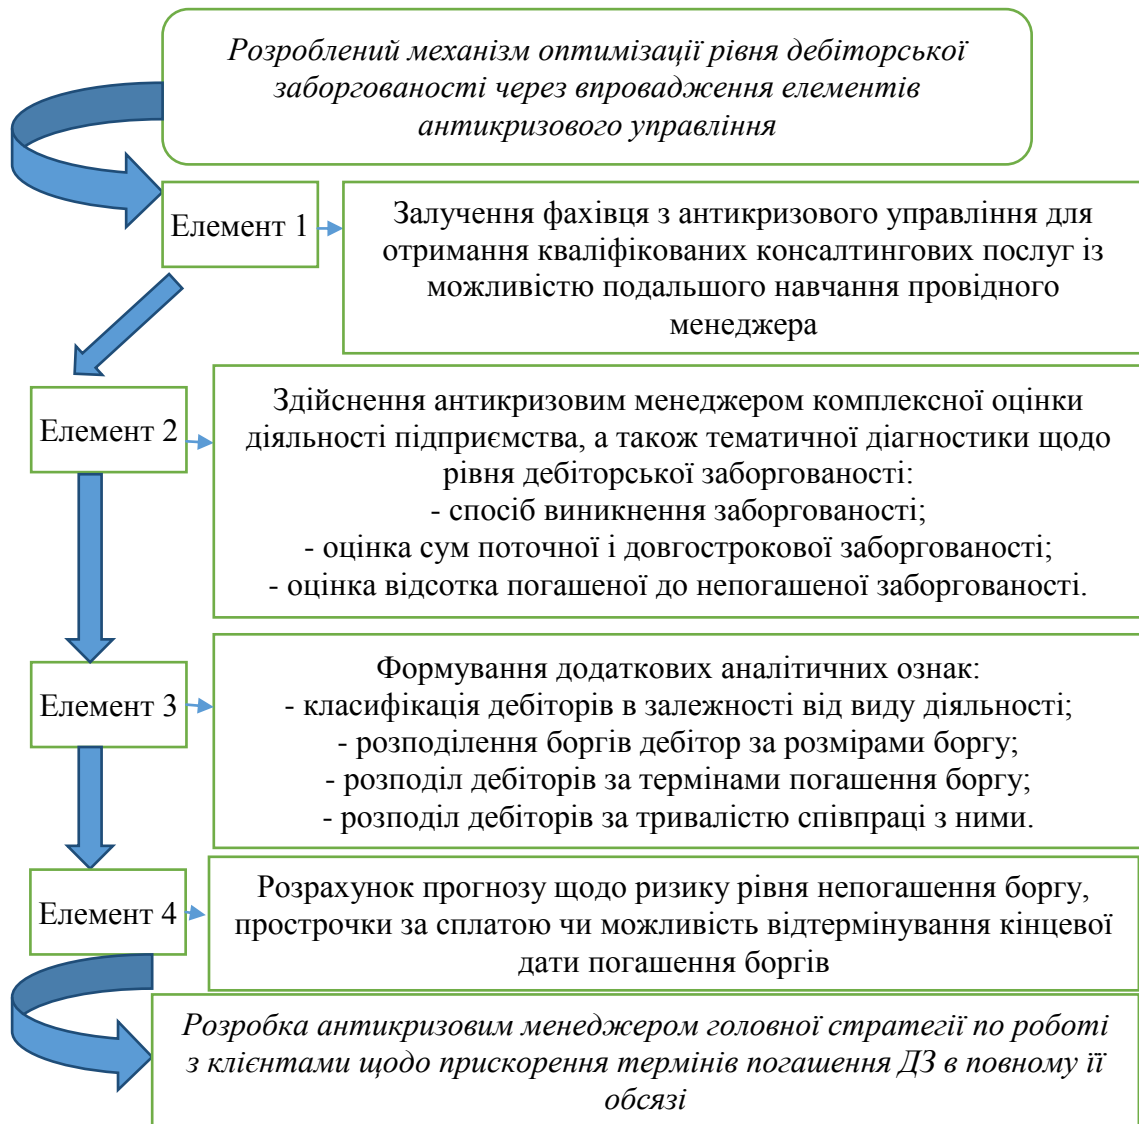 Розроблений механізм оптимізації рівня дебіторської
заборгованості через впровадження елементів
антикризового управління
Елемент 1
Залучення фахівця з антикризового управління для
отримання кваліфікованих консалтингових послуг із
можливістю подальшого навчання провідного
менеджера
Елемент 2
Здійснення антикризовим менеджером комплексної оцінки
діяльності підприємства, а також тематичної діагностики щодо
рівня дебіторської заборгованості:
- спосіб виникнення заборгованості;
- оцінка сум поточної і довгострокової заборгованості;
- оцінка відсотка погашеної до непогашеної заборгованості.
Елемент 3
Формування додаткових аналітичних ознак:
- класифікація дебіторів в залежності від виду діяльності;
- розподілення боргів дебітор за розмірами боргу;
- розподіл дебіторів за термінами погашення боргу;
- розподіл дебіторів за тривалістю співпраці з ними.
Елемент 4
Розрахунок прогнозу щодо ризику рівня непогашення боргу,
прострочки за сплатою чи можливість відтермінування кінцевої
дати погашення боргів
Розробка антикризовим менеджером головної стратегії по роботі
з клієнтами щодо прискорення термінів погашення ДЗ в повному її
обсязі